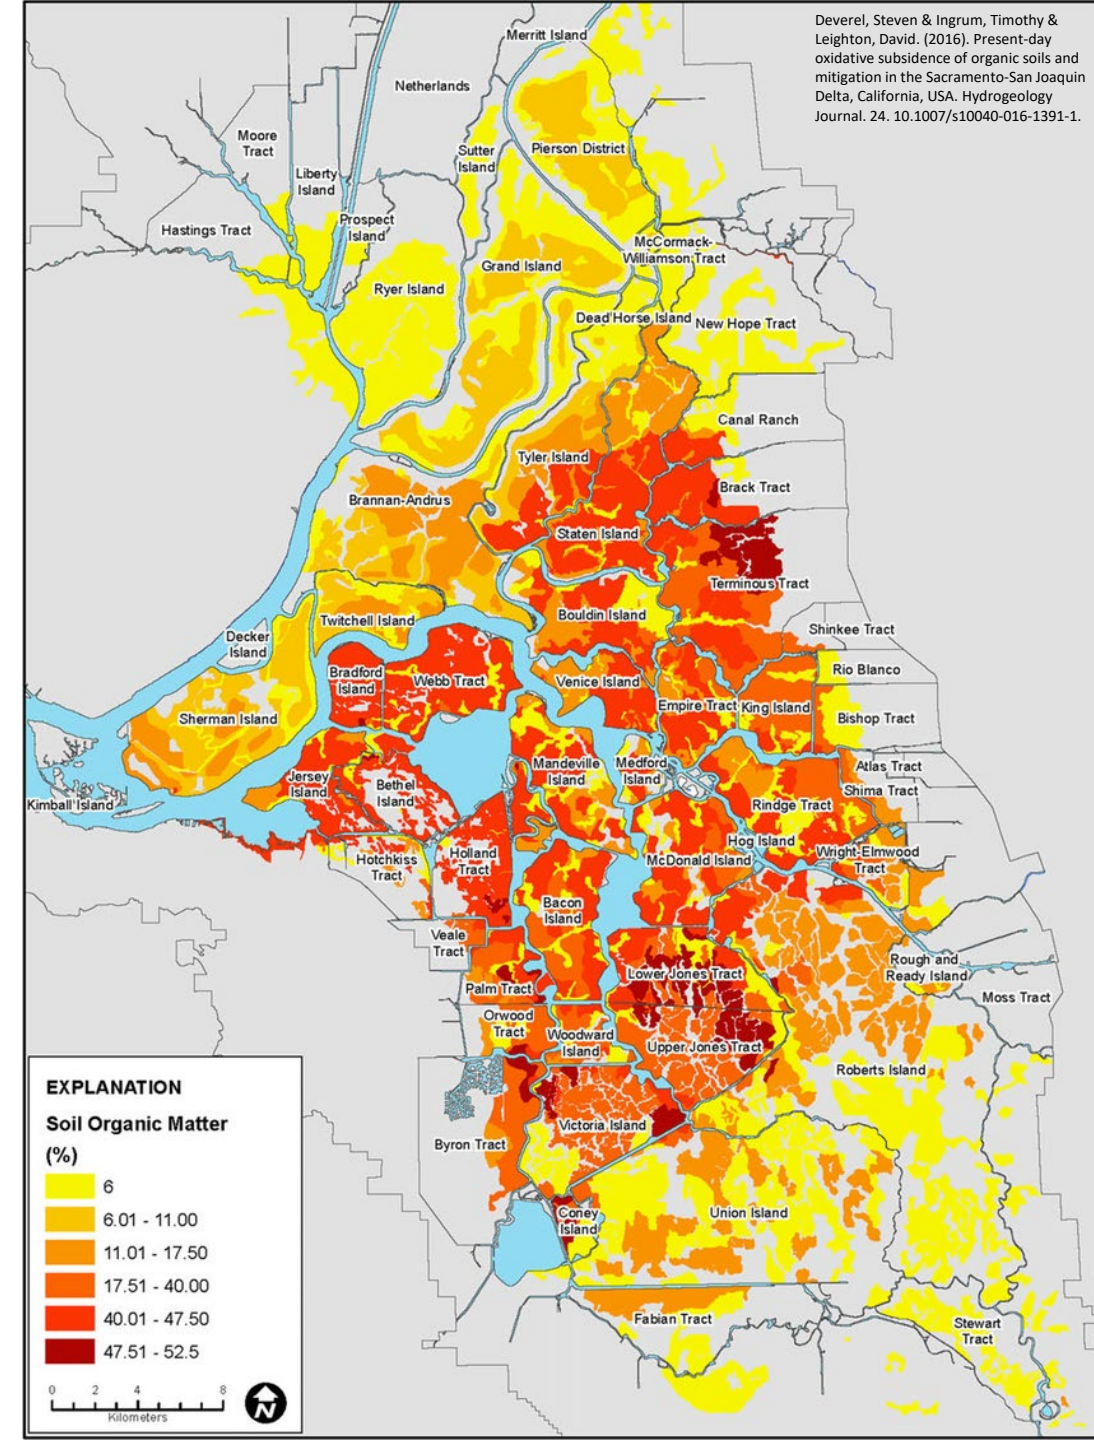 Deverel, Steven & Ingrum, Timothy &
Leighton, David. (2016). Present-day
oxidative subsidence of organic soils and
mitigation in the Sacramento-San Joaquin
Delta, California, USA. Hydrogeology
Journal. 24. 10.1007/s10040-016-1391-1.
Merritt Island
Netherlands
Moore
Tract
Sutter
Island
Pierson District
Liberty
Island
Prospect
Island
Hastings Tract
McCormack-
Williamson Tract
Grand Island
Ryer Island
Dead Horse Island
New Hope Tract
Canal Ranch
Tyler Island
Brack Tract
Brannan-Andrus
Staten Island
Terminous Tract
Bouldin Island
Twitchell Island
Shinkee Tract
Decker
Island
Rio Blanco
Bradford
Island
Webb Tract
Venice Island
Empire Tract
King Island
Bishop Tract
Sherman Island
Mandeville
Island
Medford
Island
Atlas Tract
Shima Tract
Jersey
Island
Bethel
Island
Kimball Island
Rindge Tract
Hog Island
Wright-Elmwood
Tract
Hotchkiss
Tract
Holland
Tract
McDonald Island
Bacon
Island
Veale
Tract
Rough and
Ready Island
Lower Jones Tract
Palm Tract
Moss Tract
Orwood
Tract
Woodward
Island
Upper Jones Tract
Roberts Island
Victoria Island
Byron Tract
Coney
Island
Union Island
Fabian Tract
Stewart
Tract
EXPLANATION
Soil Organic Matter
(%)
6
6.01 - 11.00
11.01 - 17.50
17.51 - 40.00
40.01 - 47.50
47.51 - 52.5
0 2 4 8
Kilometers
N